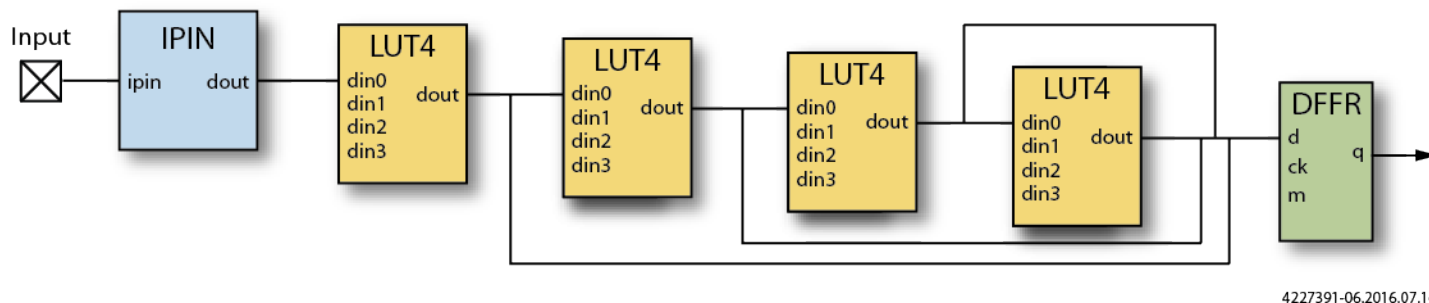 Input
IPIN
ipin dout
LUT4
din0
din1
din2
din3
dout
LUT4
din0
din1
din2
din3
dout
LUT4
din0
din1
din2
din3
dout
LUT4
din0
din1
din2
din3
dout
DFFR
d
ck
m
q